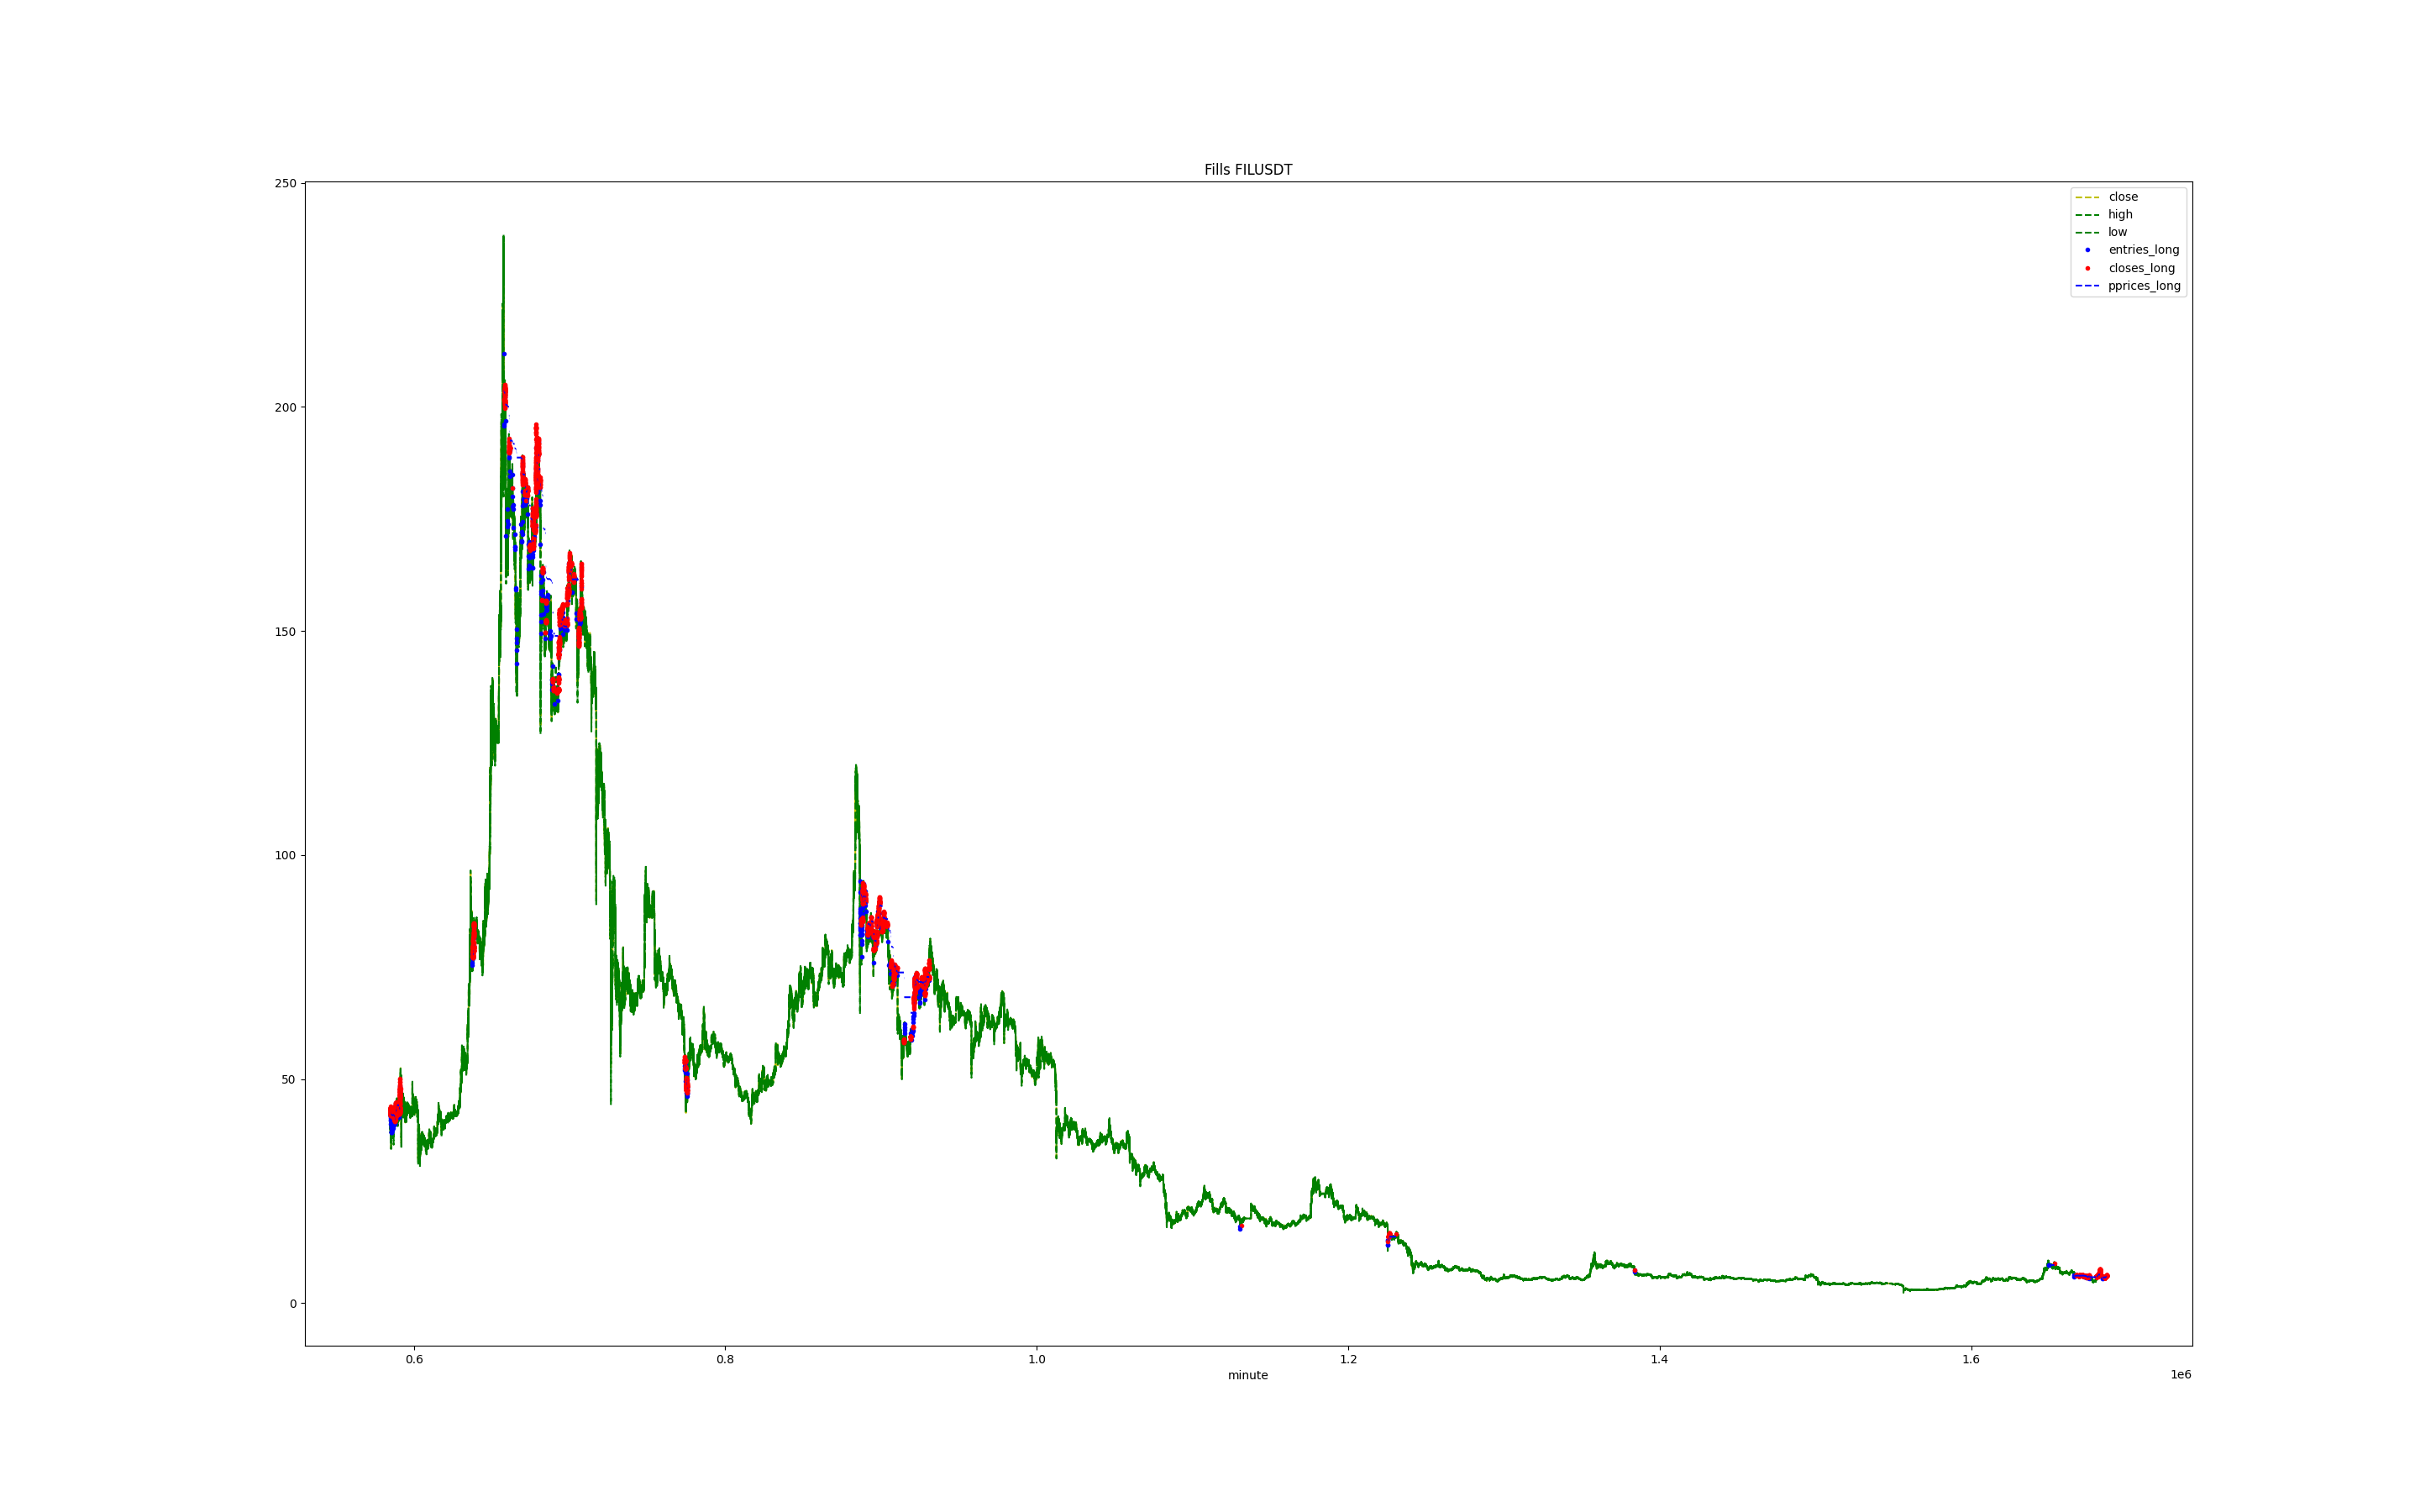 Fills FILUSDT
250
200
150
100
50
0
close
high
low
entries_long
closes_long
pprices_long
0.6
0.8
1.0
1.2
1.4
1.6
1e6
minute